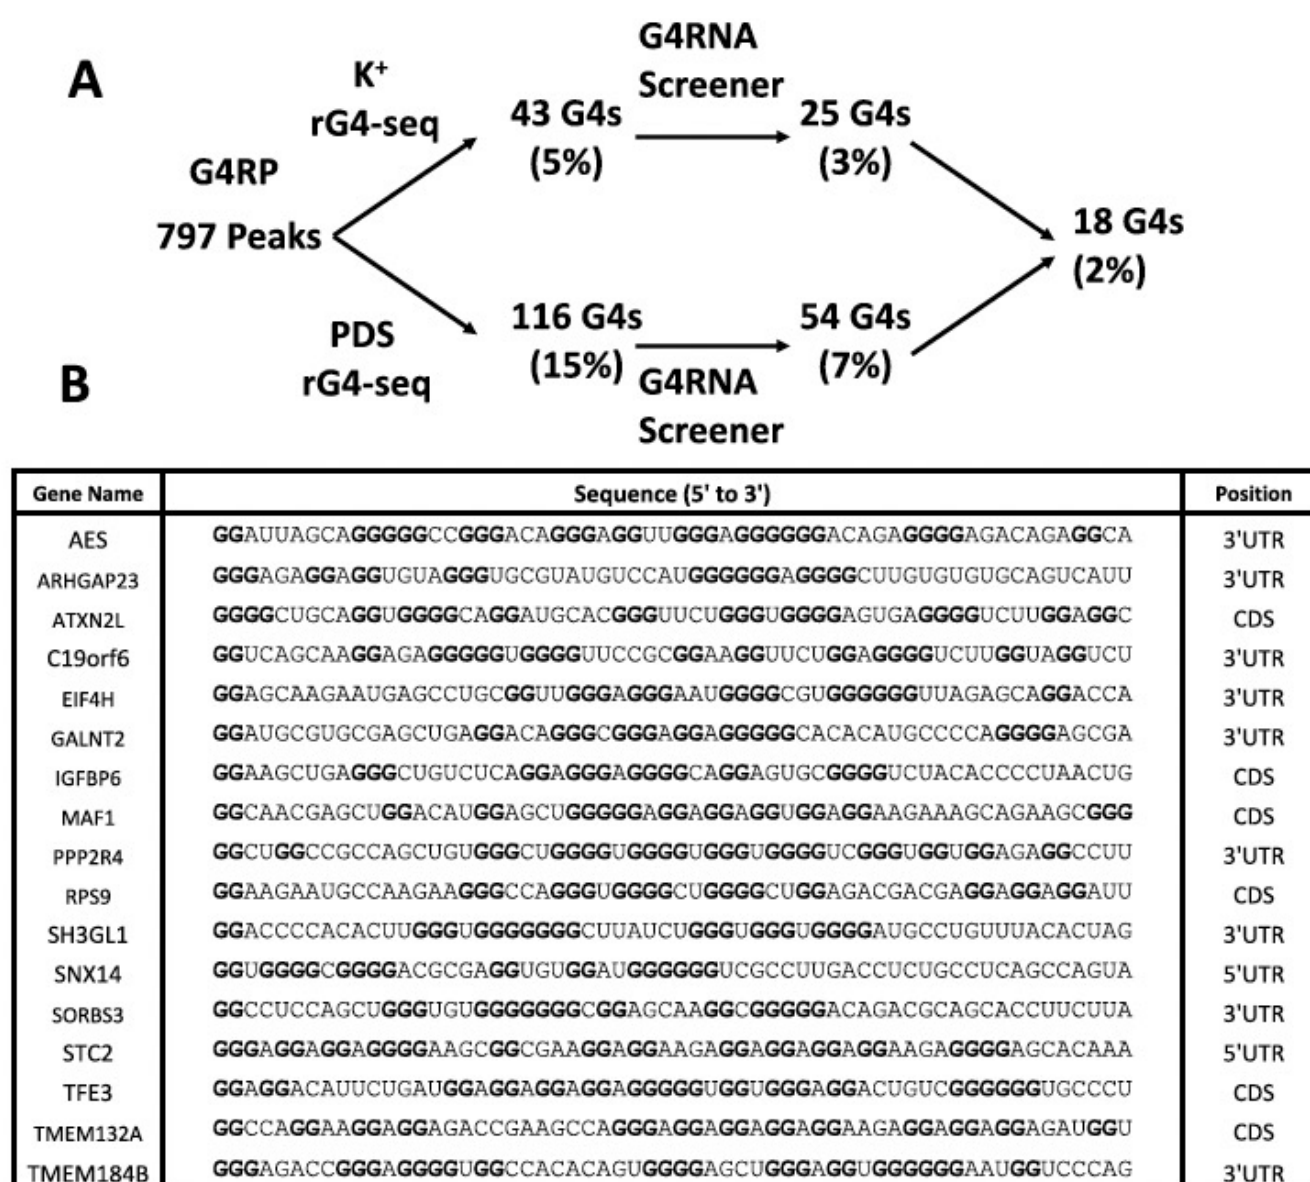 A
K⁺
rG4-seq
G4RP
797 Peaks
PDS
rG4-seq
43 G4s
(5%)
G4RNA
Screener
25 G4s
(3%)
116 G4s
(15%)
G4RNA
Screener
54 G4s
(7%)
18 G4s
(2%)
B
Gene Name Sequence (5' to 3') Position
AES GGAUUAGCAGGGGGCCGGGACAGGGAGGUUGGGAGGGGGGACAGAGGGGAGACAGAGGCA 3'UTR
ARHGAP23 GGGAGAGGAGGUGUAGGGUGCGUAUGUCCAUGGGGGGAGGGGCUUGUGUGUGCAGUCAUU 3'UTR
ATXN2L GGGGCUGCAGGUGGGGCAGGAUGCACGGGUUCUGGGUGGGGAGUGAGGGGUCUUGGAGGC CDS
C19orf6 GGUCAGCAAGGAGAGGGGGUGGGGUUCCGCGGAAGGUUCUGGAGGGGUCUUGGUAGGUCU 3'UTR
EIF4H GGAGCAAGAAUGAGCCUGCGGUUGGGAGGGAAUGGGGCGUGGGGGGUUAGAGCAGGACCA 3'UTR
GALNT2 GGAUGCGUGCGAGCUGAGGACAGGGCGGGAGGAGGGGGCACACAUGCCCCAGGGGAGCGA 3'UTR
IGFBP6 GGAAGCUGAGGGCUGUCUCAGGAGGGAGGGGCAGGAGUGCGGGGUCUACACCCCUAACUG CDS
MAF1 GGCAACGAGCUGGACAUGGAGCUGGGGGAGGAGGAGGUGGAGGAAGAAAGCAGAAGCGGG CDS
PPP2R4 GGCUGGCCGCCAGCUGUGGGCUGGGGUGGGGUGGGUGGGGUCGGGUGGUGGAGAGGCCUU 3'UTR
RPS9 GGAAGAAUGCCAAGAAGGGCCAGGGUGGGGCUGGGGCUGGAGACGACGAGGAGGAGGAUU CDS
SH3GL1 GGACCCCACACUUGGGUGGGGGGGCUUAUCUGGGUGGGUGGGGAUGCCUGUUUACACUAG 3'UTR
SNX14 GGUGGGGCGGGGACGCGAGGUGUGGAUGGGGGGUCGCCUUGACCUCUGCCUCAGCCAGUA 5'UTR
SORBS3 GGCCUCCAGCUGGGUGUGGGGGGGCGGAGCAAGGCGGGGGACAGACGCAGCACCUUCUUA 3'UTR
STC2 GGGAGGAGGAGGGGAAGCGGCGAAGGAGGAAGAGGAGGAGGAGGAAGAGGGGAGCACAAA 5'UTR
TFE3 GGAGGACAUUCUGAUGGAGGAGGAGGAGGGGGUGGUGGGAGGACUGUCGGGGGGUGCCCU CDS
TMEM132A GGCCAGGAAGGAGGAGACCGAAGCCAGGGAGGAGGAGGAGGAAGAGGAGGAGGAGAUGGU CDS
TMEM184B GGGAGACCGGGAGGGGUGGCCACACAGUGGGGAGCUGGGAGGUGGGGGGAAUGGUCCCAG 3'UTR